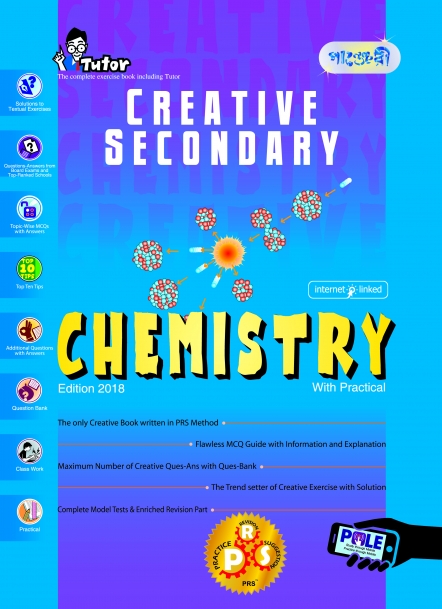 Tutor
The complete exercise book including Tutor
পাঞ্জেরী
CREATIVE
SECONDARY
CHEMISTRY
CREATIVE
CREATIVE
SECONDARY
Solutions to
Textual Exercises
Questions-Answers from
Board Exams and
Top-Ranked Schools
Topic-Wise MCQs
with Answers
TOP
10
TIPS
Top Ten Tips
Additional Questions
with Answers
Question Bank
Class Work
Practical
internet linked
CHEMISTRY
Edition 2018
With Practical
The only Creative Book written in PRS Method
Flawless MCQ Guide with Information and Explanation
Maximum Number of Creative Ques-Ans with Ques-Bank
The Trend setter of Creative Exercise with Solution
Complete Model Tests & Enriched Revision Part
REVISION
PRACTICE
SUGGESTION
R
P
S
PRS
POLE